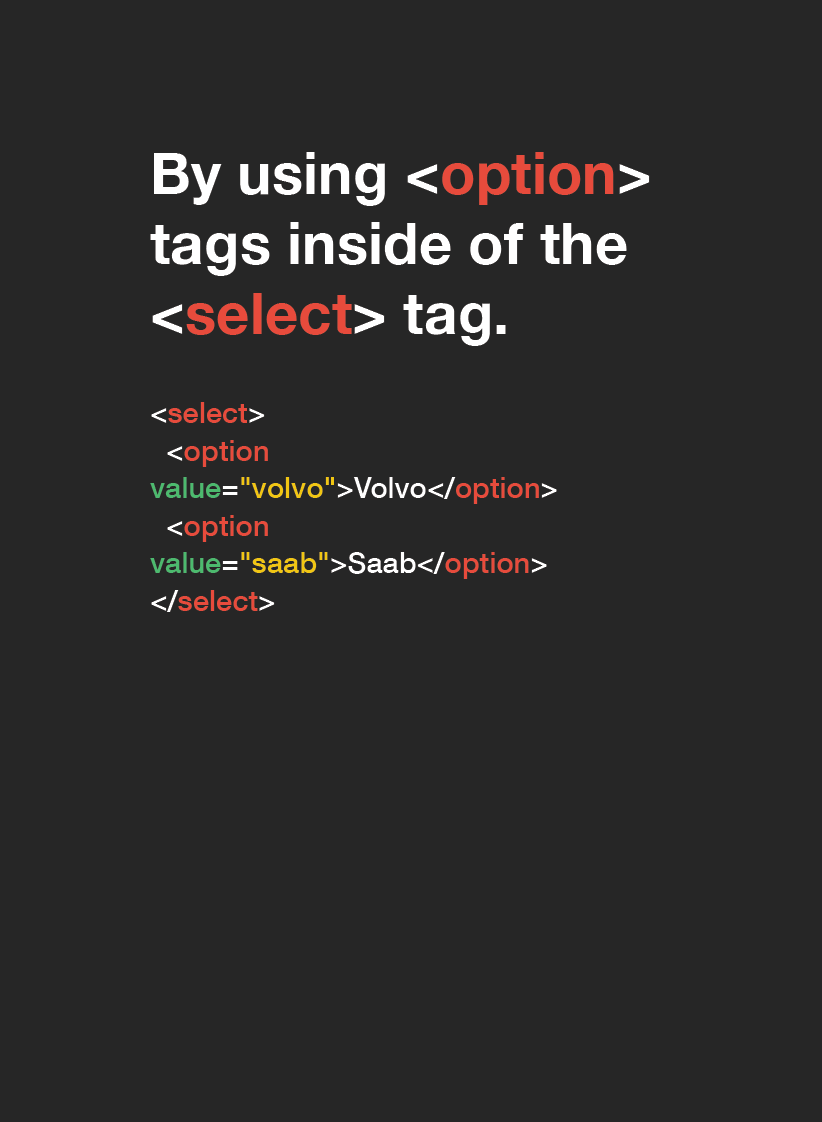 By using <option>
tags inside of the
<select> tag.
<select>
  <option
value="volvo">Volvo</option>
  <option
value="saab">Saab</option>
</select>